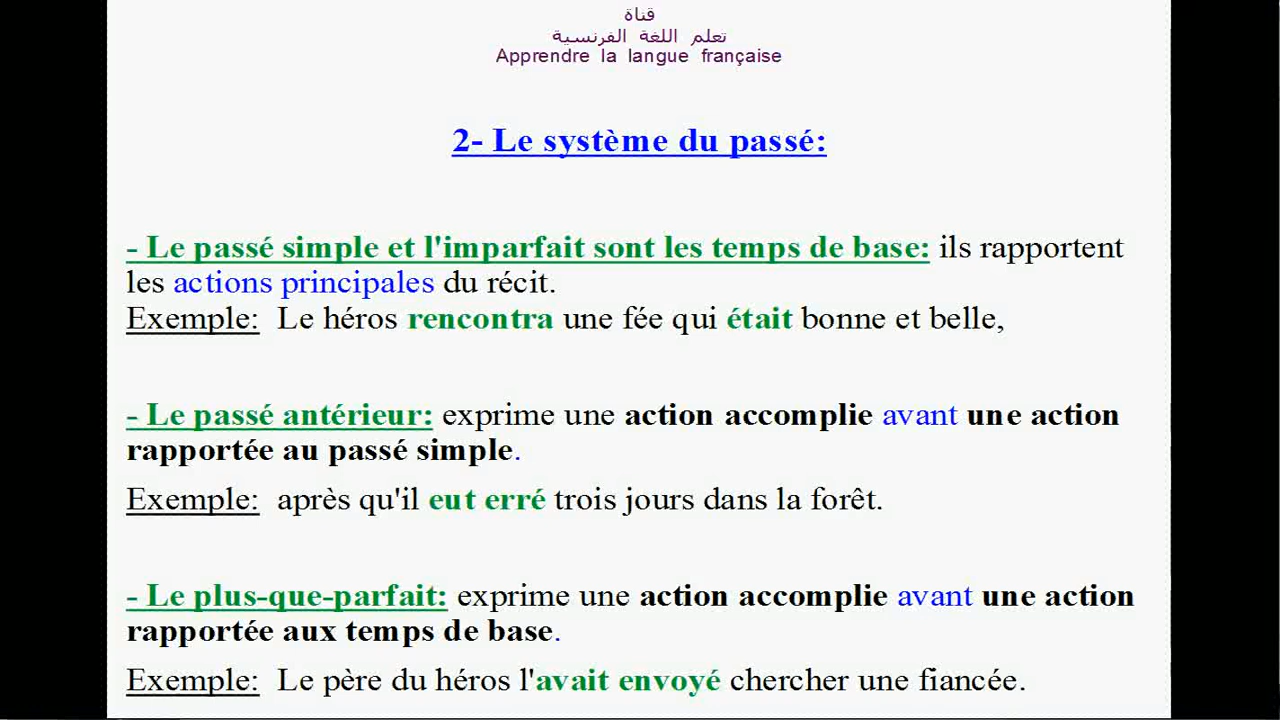 قناة
تعلم اللغة الفرنسية
Apprendre la langue française
2- Le système du passé:
- Le passé simple et l'imparfait sont les temps de base: ils rapportent
les actions principales du récit.
Exemple: Le héros rencontra une fée qui était bonne et belle,
- Le passé antérieur: exprime une action accomplie avant une action
rapportée au passé simple.
Exemple: après qu'il eut erré trois jours dans la forêt.
- Le plus-que-parfait: exprime une action accomplie avant une action
rapportée aux temps de base.
Exemple: Le père du héros l'avait envoyé chercher une fiancée.